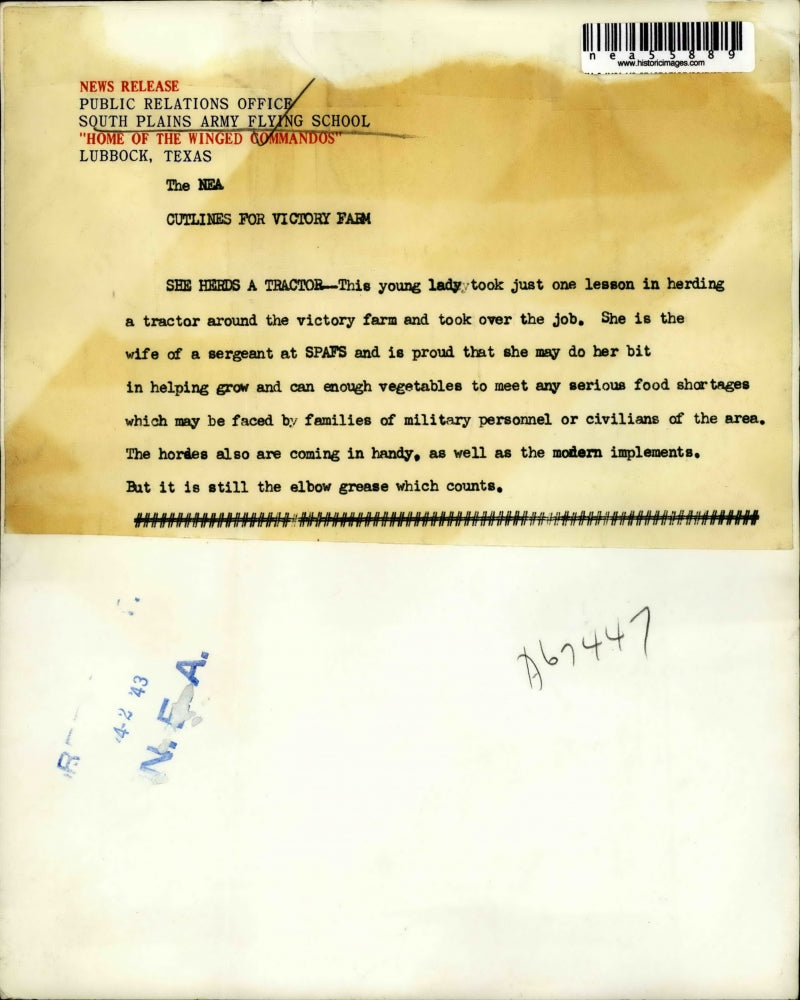 nea55889
www.historicimages.com
NEWS RELEASE
PUBLIC RELATIONS OFFICE
SOUTH PLAINS ARMY FLYING SCHOOL
"HOME OF THE WINGED COMMANDOS"
LUBBOCK, TEXAS
The NEA
CUTLINES FOR VICTORY FARM
SHE HERDS A TRACTOR--This young lady took just one lesson in herding
a tractor around the victory farm and took over the job. She is the
wife of a sergeant at SPAFS and is proud that she may do her bit
in helping grow and can enough vegetables to meet any serious food shortages
which may be faced by families of military personnel or civilians of the area.
The hordes also are coming in handy, as well as the modern implements.
But it is still the elbow grease which counts.
A67447
4-2 '43
N.E.A.